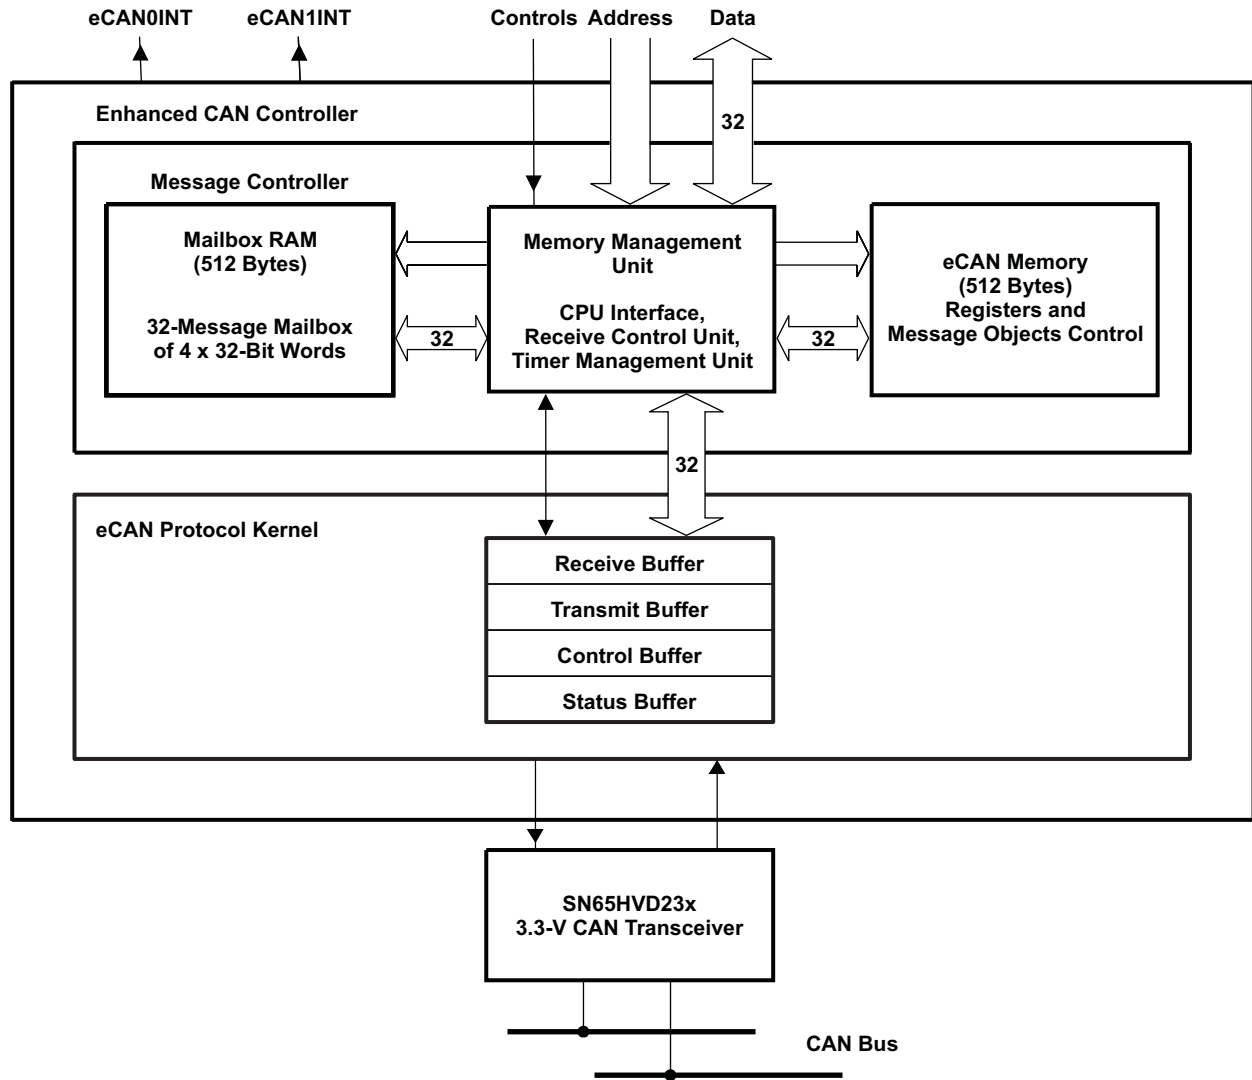 eCAN0INT
eCAN1INT
Controls
Address
Data
32
Enhanced CAN Controller
Message Controller
Mailbox RAM
(512 Bytes)
32-Message Mailbox
of 4 x 32-Bit Words
32
Memory Management
Unit
CPU Interface,
Receive Control Unit,
Timer Management Unit
32
eCAN Memory
(512 Bytes)
Registers and
Message Objects Control
32
eCAN Protocol Kernel
Receive Buffer
Transmit Buffer
Control Buffer
Status Buffer
SN65HVD23x
3.3-V CAN Transceiver
CAN Bus